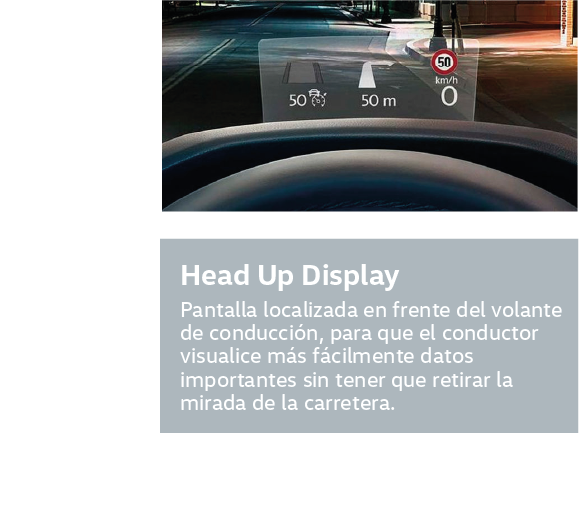 50
km/h
50
50 m
0
Head Up Display
Pantalla localizada en frente del volante
de conducción, para que el conductor
visualice más fácilmente datos
importantes sin tener que retirar la
mirada de la carretera.